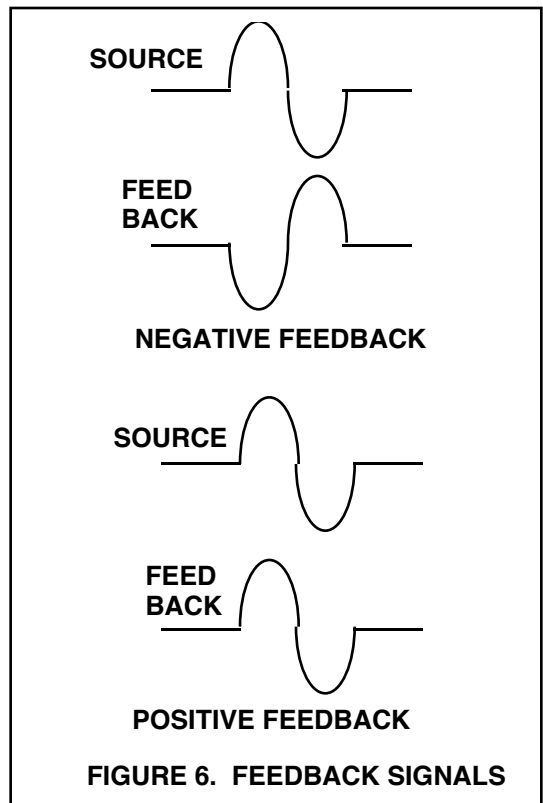 SOURCE
FEED
BACK
NEGATIVE FEEDBACK
SOURCE
FEED
BACK
POSITIVE FEEDBACK
FIGURE 6. FEEDBACK SIGNALS